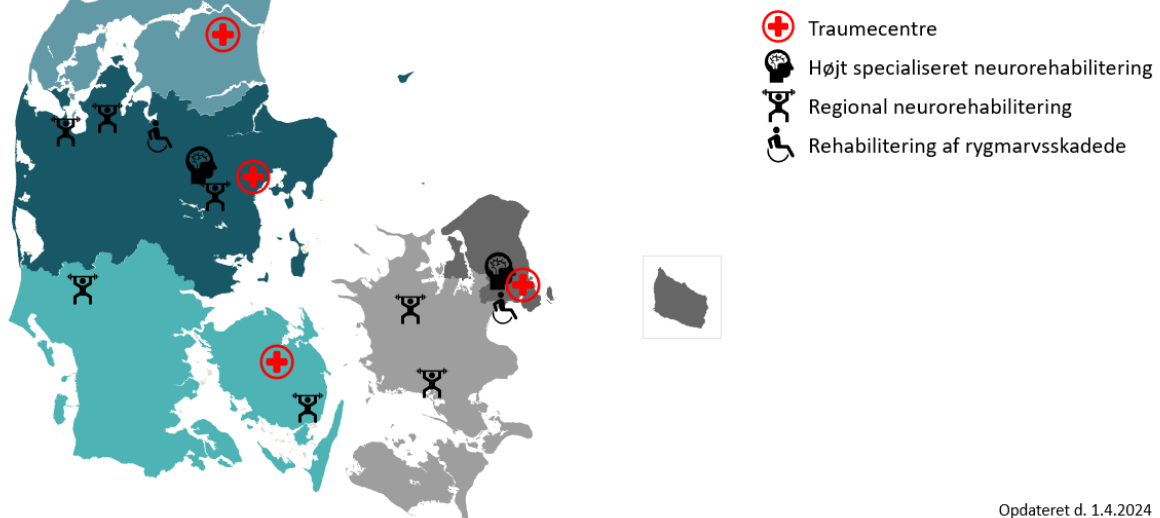 Traumecentre
Højt specialiseret neurorehabilitering
Regional neurorehabilitering
Rehabilitering af rygmarvsskadede
Opdateret d. 1.4.2024